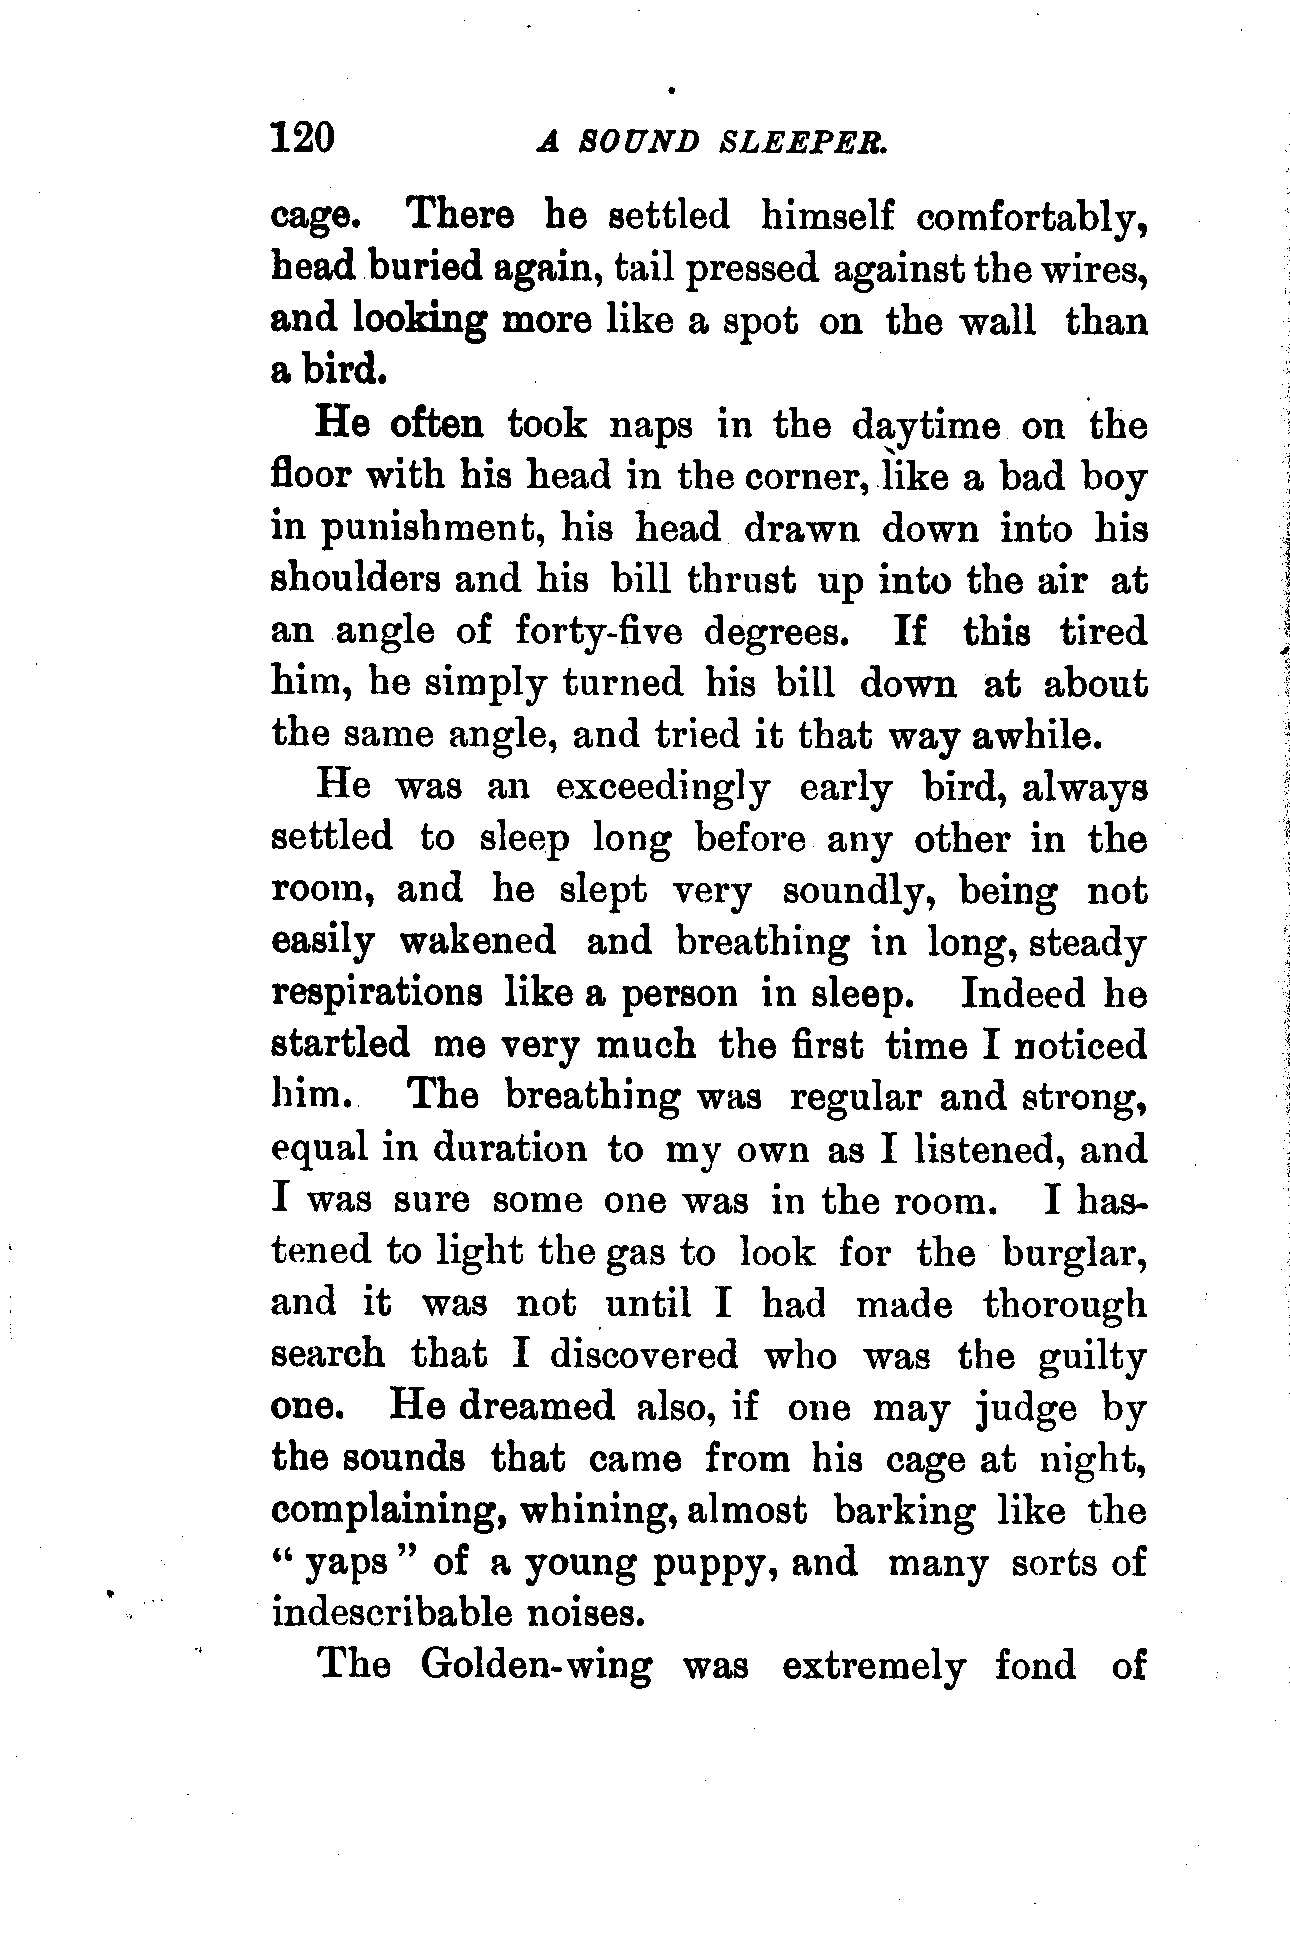 120 A SOUND SLEEPER.
cage. There he settled himself comfortably,
head buried again, tail pressed against the wires,
and looking more like a spot on the wall than
a bird.
He often took naps in the daytime on the
floor with his head in the corner, like a bad boy
in punishment, his head drawn down into his
shoulders and his bill thrust up into the air at
an angle of forty-five degrees. If this tired
him, he simply turned his bill down at about
the same angle, and tried it that way awhile.
He was an exceedingly early bird, always
settled to sleep long before any other in the
room, and he slept very soundly, being not
easily wakened and breathing in long, steady
respirations like a person in sleep. Indeed he
startled me very much the first time I noticed
him. The breathing was regular and strong,
equal in duration to my own as I listened, and
I was sure some one was in the room. I has-
tened to light the gas to look for the burglar,
and it was not until I had made thorough
search that I discovered who was the guilty
one. He dreamed also, if one may judge by
the sounds that came from his cage at night,
complaining, whining, almost barking like the
" yaps " of a young puppy, and many sorts of
indescribable noises.
The Golden-wing was extremely fond of